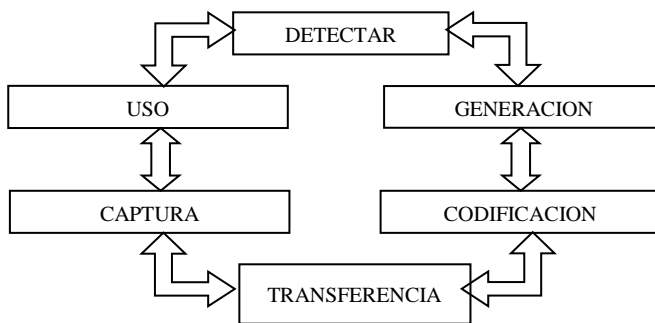 DETECTAR
USO
GENERACION
CAPTURA
CODIFICACION
TRANSFERENCIA